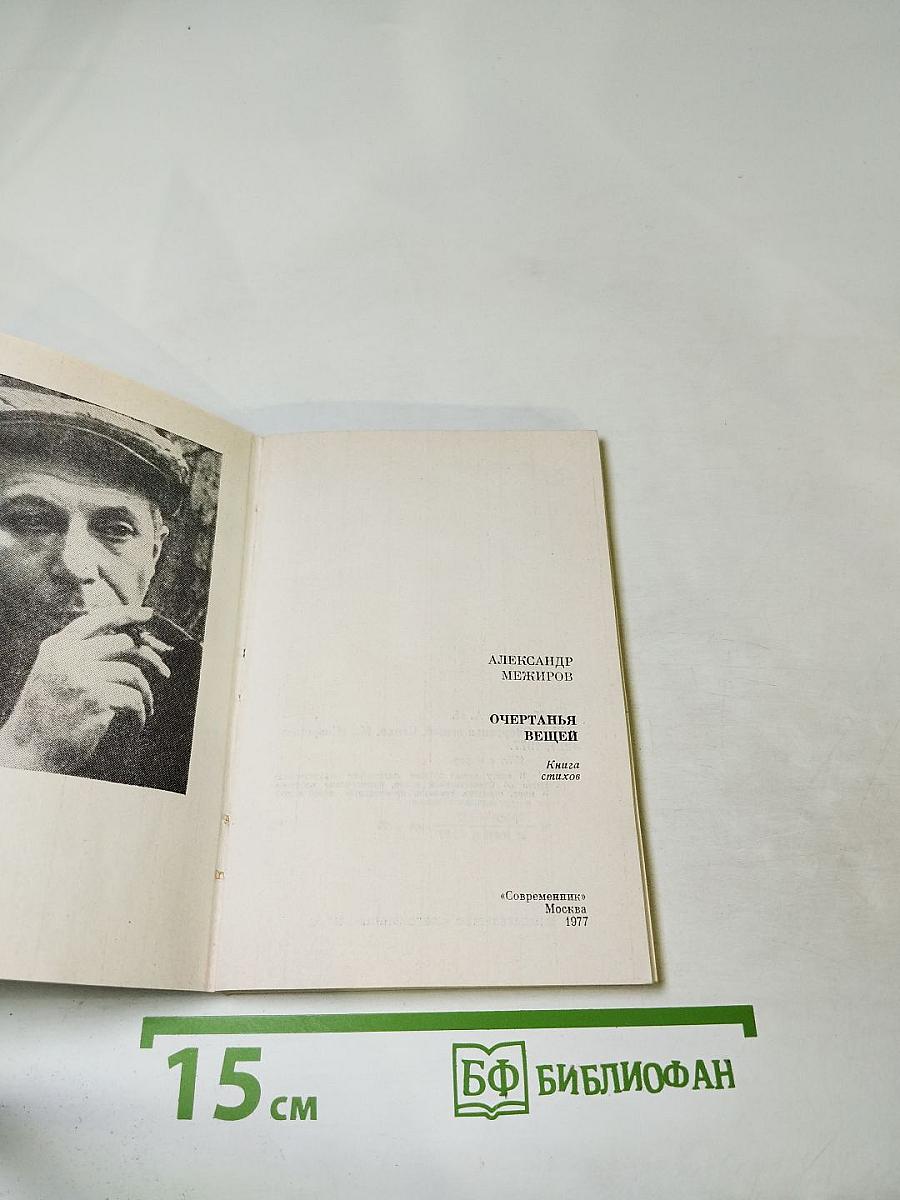 АЛЕКСАНДР
МЕЖИРОВ
ОЧЕРТАНЬЯ
ВЕЩЕЙ
Книга
стихов
«Современник»
Москва
1977
15 см
БФ БИБЛИОФАН